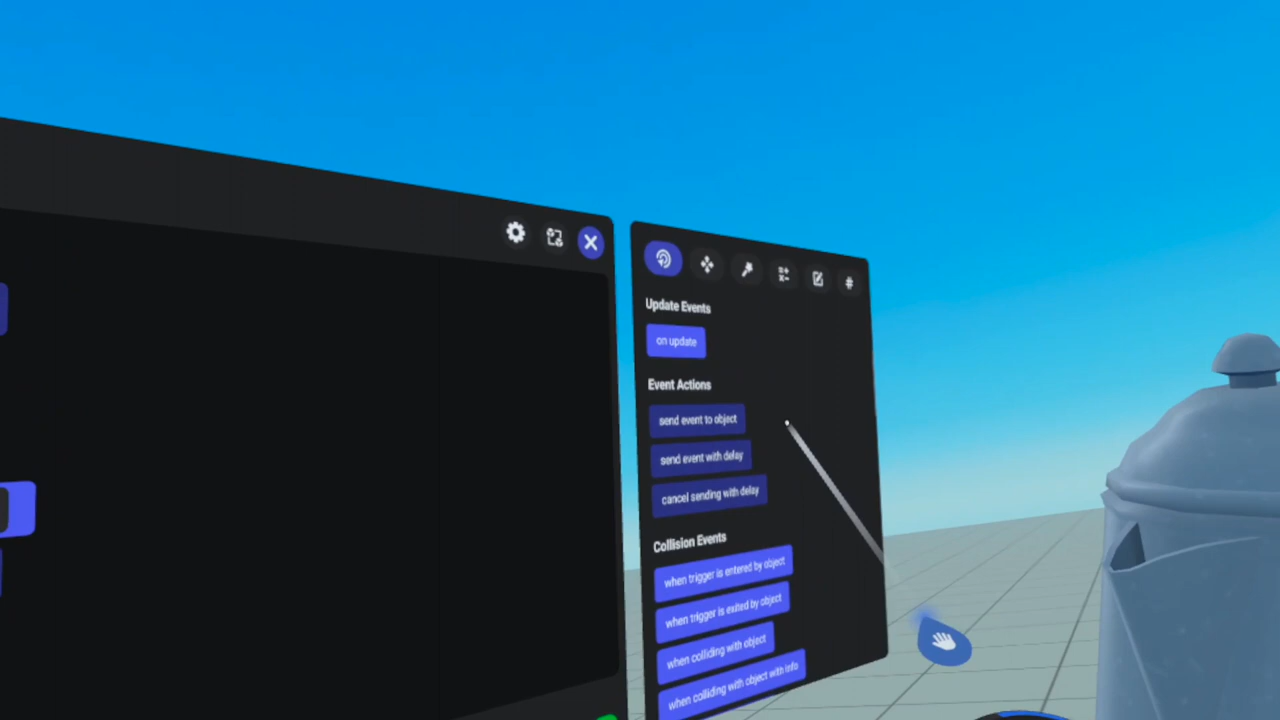 Update Events
on update
Event Actions
send event to object
send event with delay
cancel sending with delay
Collision Events
when trigger is entered by object
when trigger is exited by object
when colliding with object
when colliding with object with info